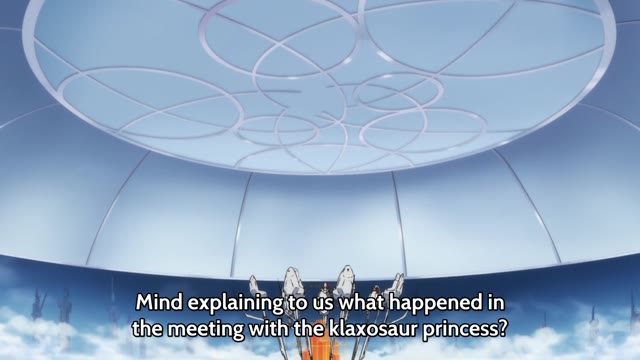 Mind explaining to us what happened in
the meeting with the klaxosaur princess?